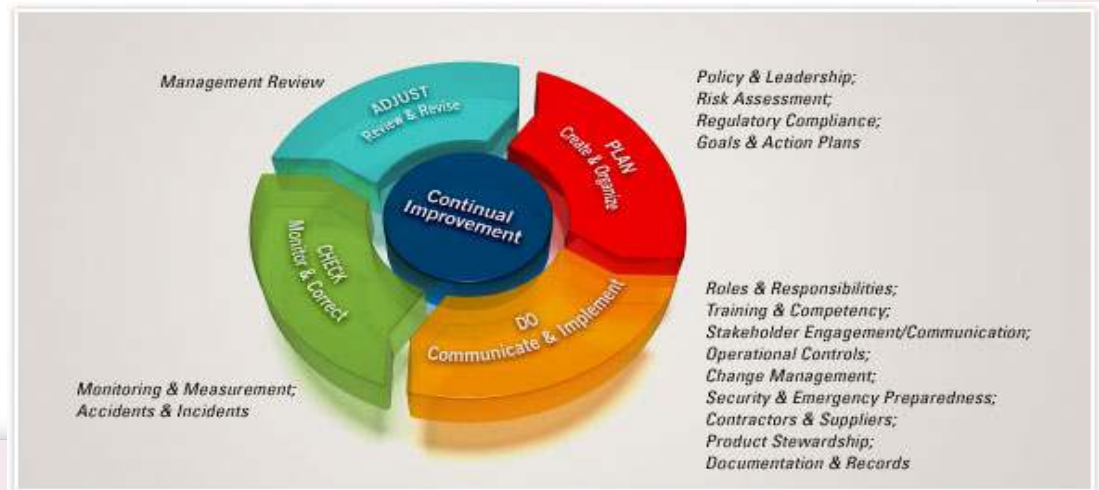 Management Review
ADJUST
Review & Revise
Policy & Leadership;
Risk Assessment;
Regulatory Compliance;
Goals & Action Plans
PLAN
Create & Organize
Continual
Improvement
CHECK
Monitor & Correct
DO
Communicate & Implement
Roles & Responsibilities;
Training & Competency;
Stakeholder Engagement/Communication;
Operational Controls;
Change Management;
Security & Emergency Preparedness;
Contractors & Suppliers;
Product Stewardship;
Documentation & Records
Monitoring & Measurement;
Accidents & Incidents